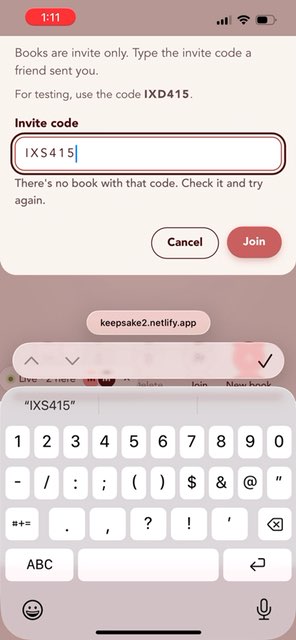 1:11
Books are invite only. Type the invite code a
friend sent you.
For testing, use the code IXD415.
Invite code
IXS415
There's no book with that code. Check it and try
again.
Cancel
Join
keepsake2.netlify.app
Live · 2 here
Join
New book
"IXS415"
1 2 3 4 5 6 7 8 9 0
- / : ; ( ) $ & @ "
#+= . , ? ! '
ABC